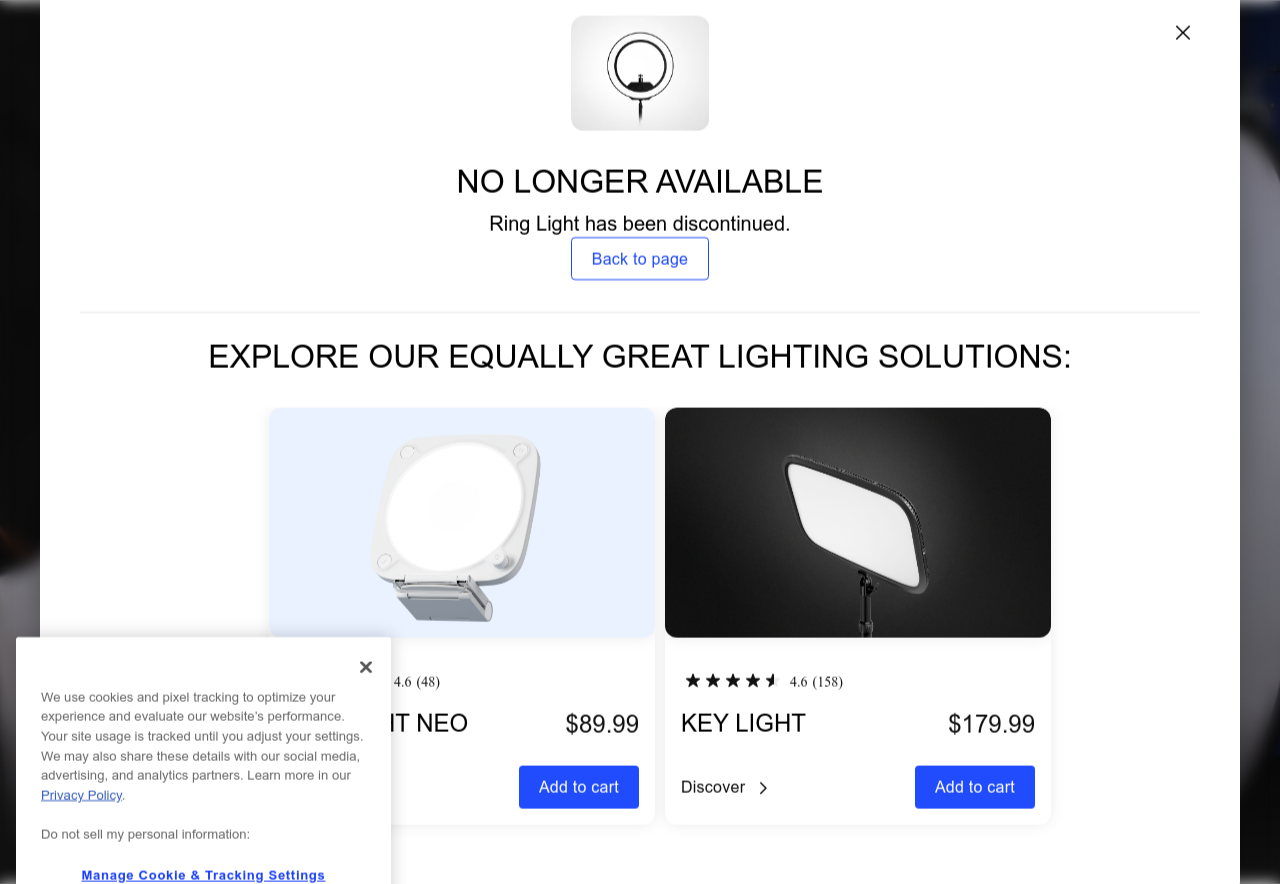 NO LONGER AVAILABLE
Ring Light has been discontinued.
Back to page
EXPLORE OUR EQUALLY GREAT LIGHTING SOLUTIONS:
4.6 (48)
NEO
$89.99
Add to cart
4.6 (158)
KEY LIGHT
$179.99
Discover
Add to cart
We use cookies and pixel tracking to optimize your
experience and evaluate our website's performance.
Your site usage is tracked until you adjust your settings.
We may also share these details with our social media,
advertising, and analytics partners. Learn more in our
Privacy Policy.
Do not sell my personal information:
Manage Cookie & Tracking Settings